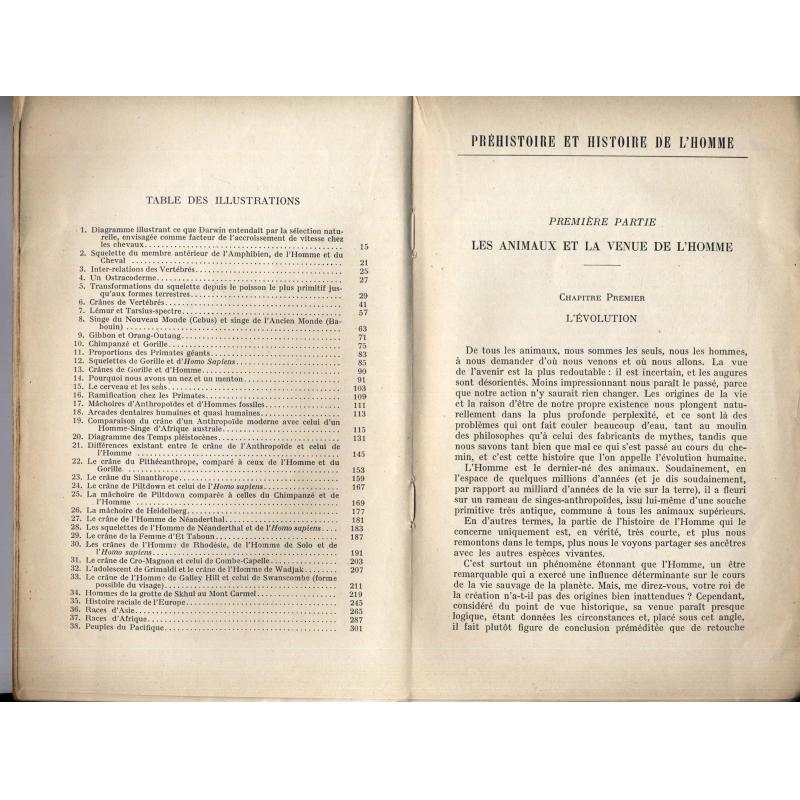 TABLE DES ILLUSTRATIONS
1. Diagramme illustrant ce que Darwin entendait par la sélection natu-
relle, envisagée comme facteur de l'accroissement de vitesse chez
les chevaux 15
2. Squelette du membre antérieur de l'Amphibien, de l'Homme et du
Cheval 21
3. Inter-relations des Vertébrés 25
4. Un Ostracoderme 27
5. Transformations du squelette depuis le poisson le plus primitif jus-
qu'aux formes terrestres 29
6. Crânes de Vertébrés 41
7. Lémur et Tarsius-spectre 57
8. Singe du Nouveau Monde (Cebus) et singe de l'Ancien Monde (Ba-
bouin) 63
9. Gibbon et Orang-Outang 71
10. Chimpanzé et Gorille 75
11. Proportions des Primates géants 83
12. Squelettes de Gorille et d'Homo Sapiens 85
13. Crânes de Gorille et d'Homme 90
14. Pourquoi nous avons un nez et un menton 91
15. Le cerveau et les sens 103
16. Ramification chez les Primates 109
17. Mâchoires d'Anthropoïdes et d'Hommes fossiles 111
18. Arcades dentaires humaines et quasi humaines 113
19. Comparaison du crâne d'un Anthropoïde moderne avec celui d'un
Homme-Singe d'Afrique australe 115
20. Diagramme des Temps pléistocènes 131
21. Différences existant entre le crâne de l'Anthropoïde et celui de
l'Homme 145
22. Le crâne du Pithécanthrope, comparé à ceux de l'Homme et du
Gorille 153
23. Le crâne du Sinanthrope 159
24. Le crâne de Piltdown et celui de l'Homo sapiens 167
25. La mâchoire de Piltdown comparée à celles du Chimpanzé et de
l'Homme 169
26. La mâchoire de Heidelberg 177
27. Le crâne de l'Homme de Néanderthal 181
28. Les squelettes de l'Homme de Néanderthal et de l'Homo sapiens 183
29. Le crâne de la Femme d'Et Taboun 187
30. Les crânes de l'Homme de Rhodésie, de l'Homme de Solo et de
l'Homo sapiens 191
31. Le crâne de Cro-Magnon et celui de Combe-Capelle 203
32. L'adolescent de Grimaldi et le crâne de l'Homme de Wadjak 207
33. Le crâne de l'Homme de Galley Hill et celui de Swanscombe (forme
possible du visage) 211
34. Hommes de la grotte de Skhul au Mont Carmel 219
35. Histoire raciale de l'Europe 245
36. Races d'Asie 265
37. Races d'Afrique 287
38. Peuples du Pacifique 301
PRÉHISTOIRE ET HISTOIRE DE L'HOMME
PREMIÈRE PARTIE
LES ANIMAUX ET LA VENUE DE L'HOMME
CHAPITRE PREMIER
L'ÉVOLUTION
De tous les animaux, nous sommes les seuls, nous les hommes,
à nous demander d'où nous venons et où nous allons. La vue
de l'avenir est la plus redoutable : il est incertain, et les augures
sont désorientés. Moins impressionnant nous paraît le passé, parce
que notre action n'y saurait rien changer. Les origines de la vie
et la raison d'être de notre propre existence nous plongent natu-
rellement dans la plus profonde perplexité, et ce sont là des
problèmes qui ont fait couler beaucoup d'eau, tant au moulin
des philosophes qu'à celui des fabricants de mythes, tandis que
nous savons tant bien que mal ce qui s'est passé au cours du che-
min, et c'est cette histoire que l'on appelle l'évolution humaine.
L'Homme est le dernier-né des animaux. Soudainement, en
l'espace de quelques millions d'années (et je dis soudainement,
par rapport au milliard d'années de la vie sur la terre), il a fleuri
sur un rameau de singes-anthropoïdes, issu lui-même d'une souche
primitive très antique, commune à tous les animaux supérieurs.
En d'autres termes, la partie de l'histoire de l'Homme qui le
concerne uniquement est, en vérité, très courte, et plus nous
remontons dans le temps, plus nous le voyons partager ses ancêtres
avec les autres espèces vivantes.
C'est surtout un phénomène étonnant que l'Homme, un être
remarquable qui a exercé une influence déterminante sur le cours
de la vie sauvage de la planète. Mais, me direz-vous, votre roi de
la création n'a-t-il pas des origines bien inattendues ? Cependant,
considéré du point de vue historique, sa venue paraît presque
logique, étant données les circonstances et, placé sous cet angle,
il fait plutôt figure de conclusion préméditée que de retouche